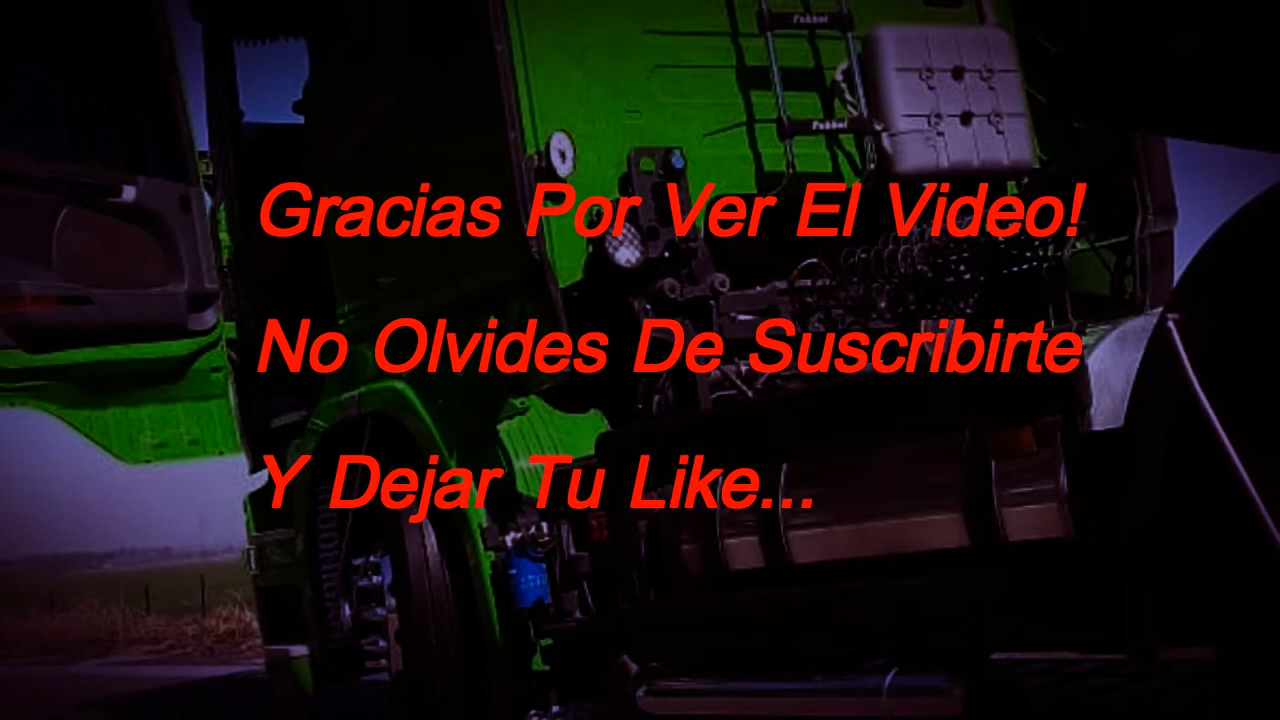 Gracias Por Ver El Video!
No Olvides De Suscribirte
Y Dejar Tu Like...